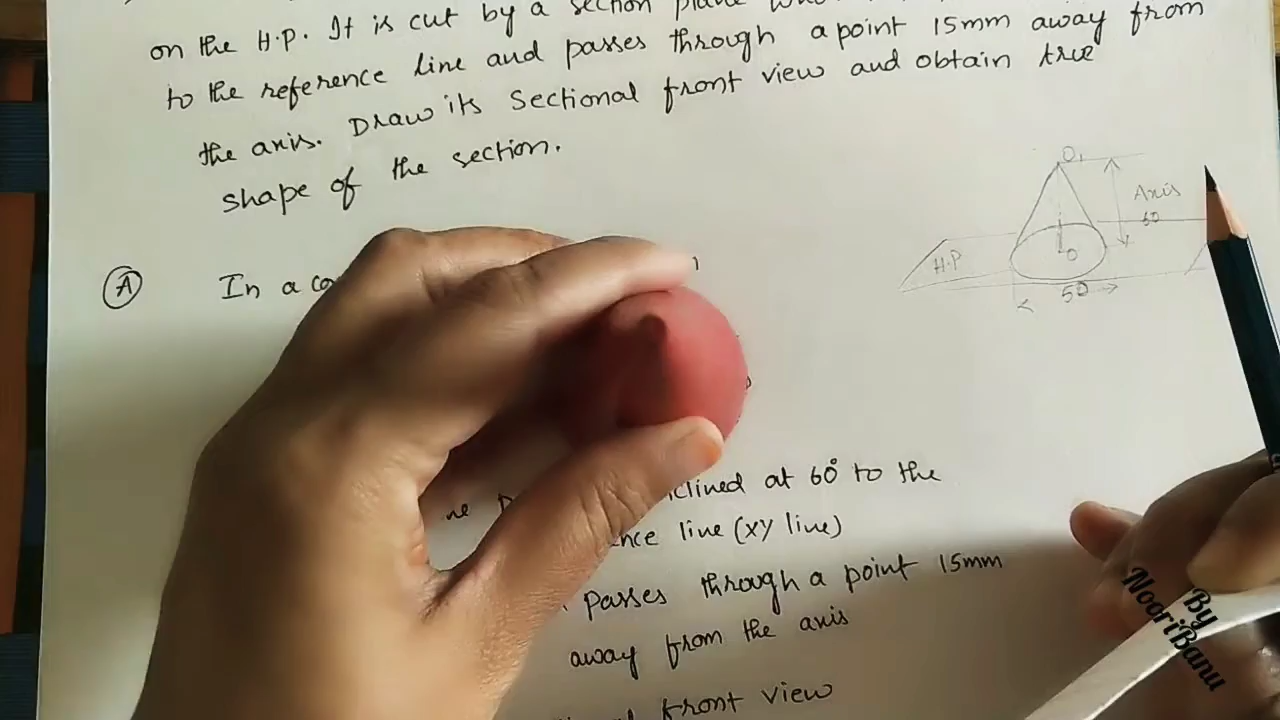 on the H.P. It is cut by a section plane
to the reference line and passes through a point 15mm away from
the axis. Draw its Sectional front view and obtain true
shape of the section.
O1
Axis
60
H.P
O
50
A In a
inclined at 60° to the
line (xy line)
passes through a point 15mm
away from the axis
front view
By
NooriBanu